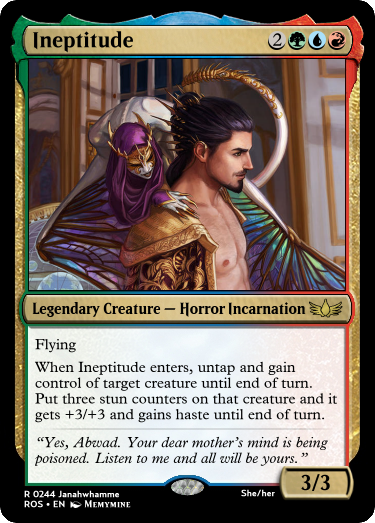 Ineptitude 2
Legendary Creature — Horror Incarnation
Flying
When Ineptitude enters, untap and gain
control of target creature until end of turn.
Put three stun counters on that creature and it
gets +3/+3 and gains haste until end of turn.
“Yes, Abwad. Your dear mother’s mind is being
poisoned. Listen to me and all will be yours.”
3/3
R 0244 Janahwhamme She/her
ROS • EN Memymine